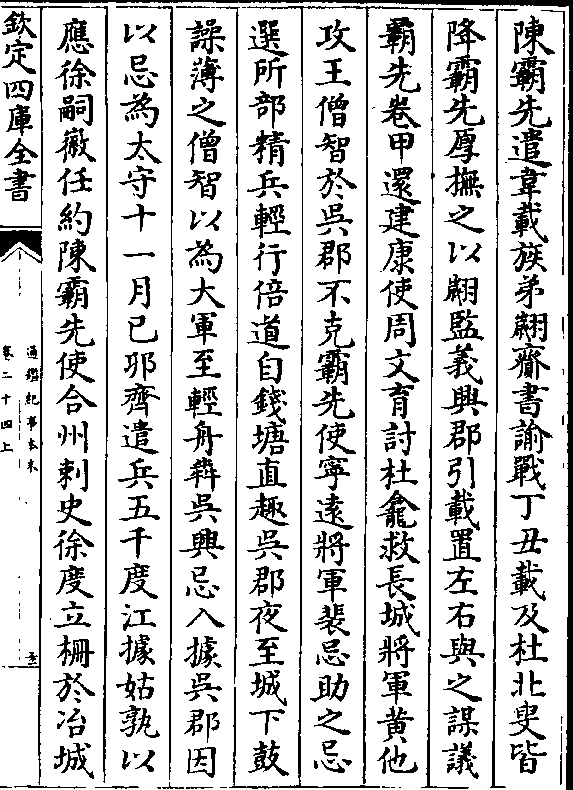 陳霸先遣韋載族弟翽齎書諭載丁丑載及杜北叟皆
降霸先厚撫之以翽監義興郡引載置左右與之謀議
霸先卷甲還建康使周文育討杜龕救長城將軍黃他
攻王僧智於吳郡不克霸先使寧遠將軍裴忌助之忌
選所部精兵輕行倍道自錢塘直趣吳郡夜至城下鼓
譟薄之僧智以為大軍至輕舟奔吳興忌入據吳郡因
以忌為太守十一月己卯齊遣兵五千度江據姑孰以
應徐嗣徽任約陳霸先使合州刺史徐度立柵於冶城
欽定四庫全書
通鑑紀事本末
卷二十四上